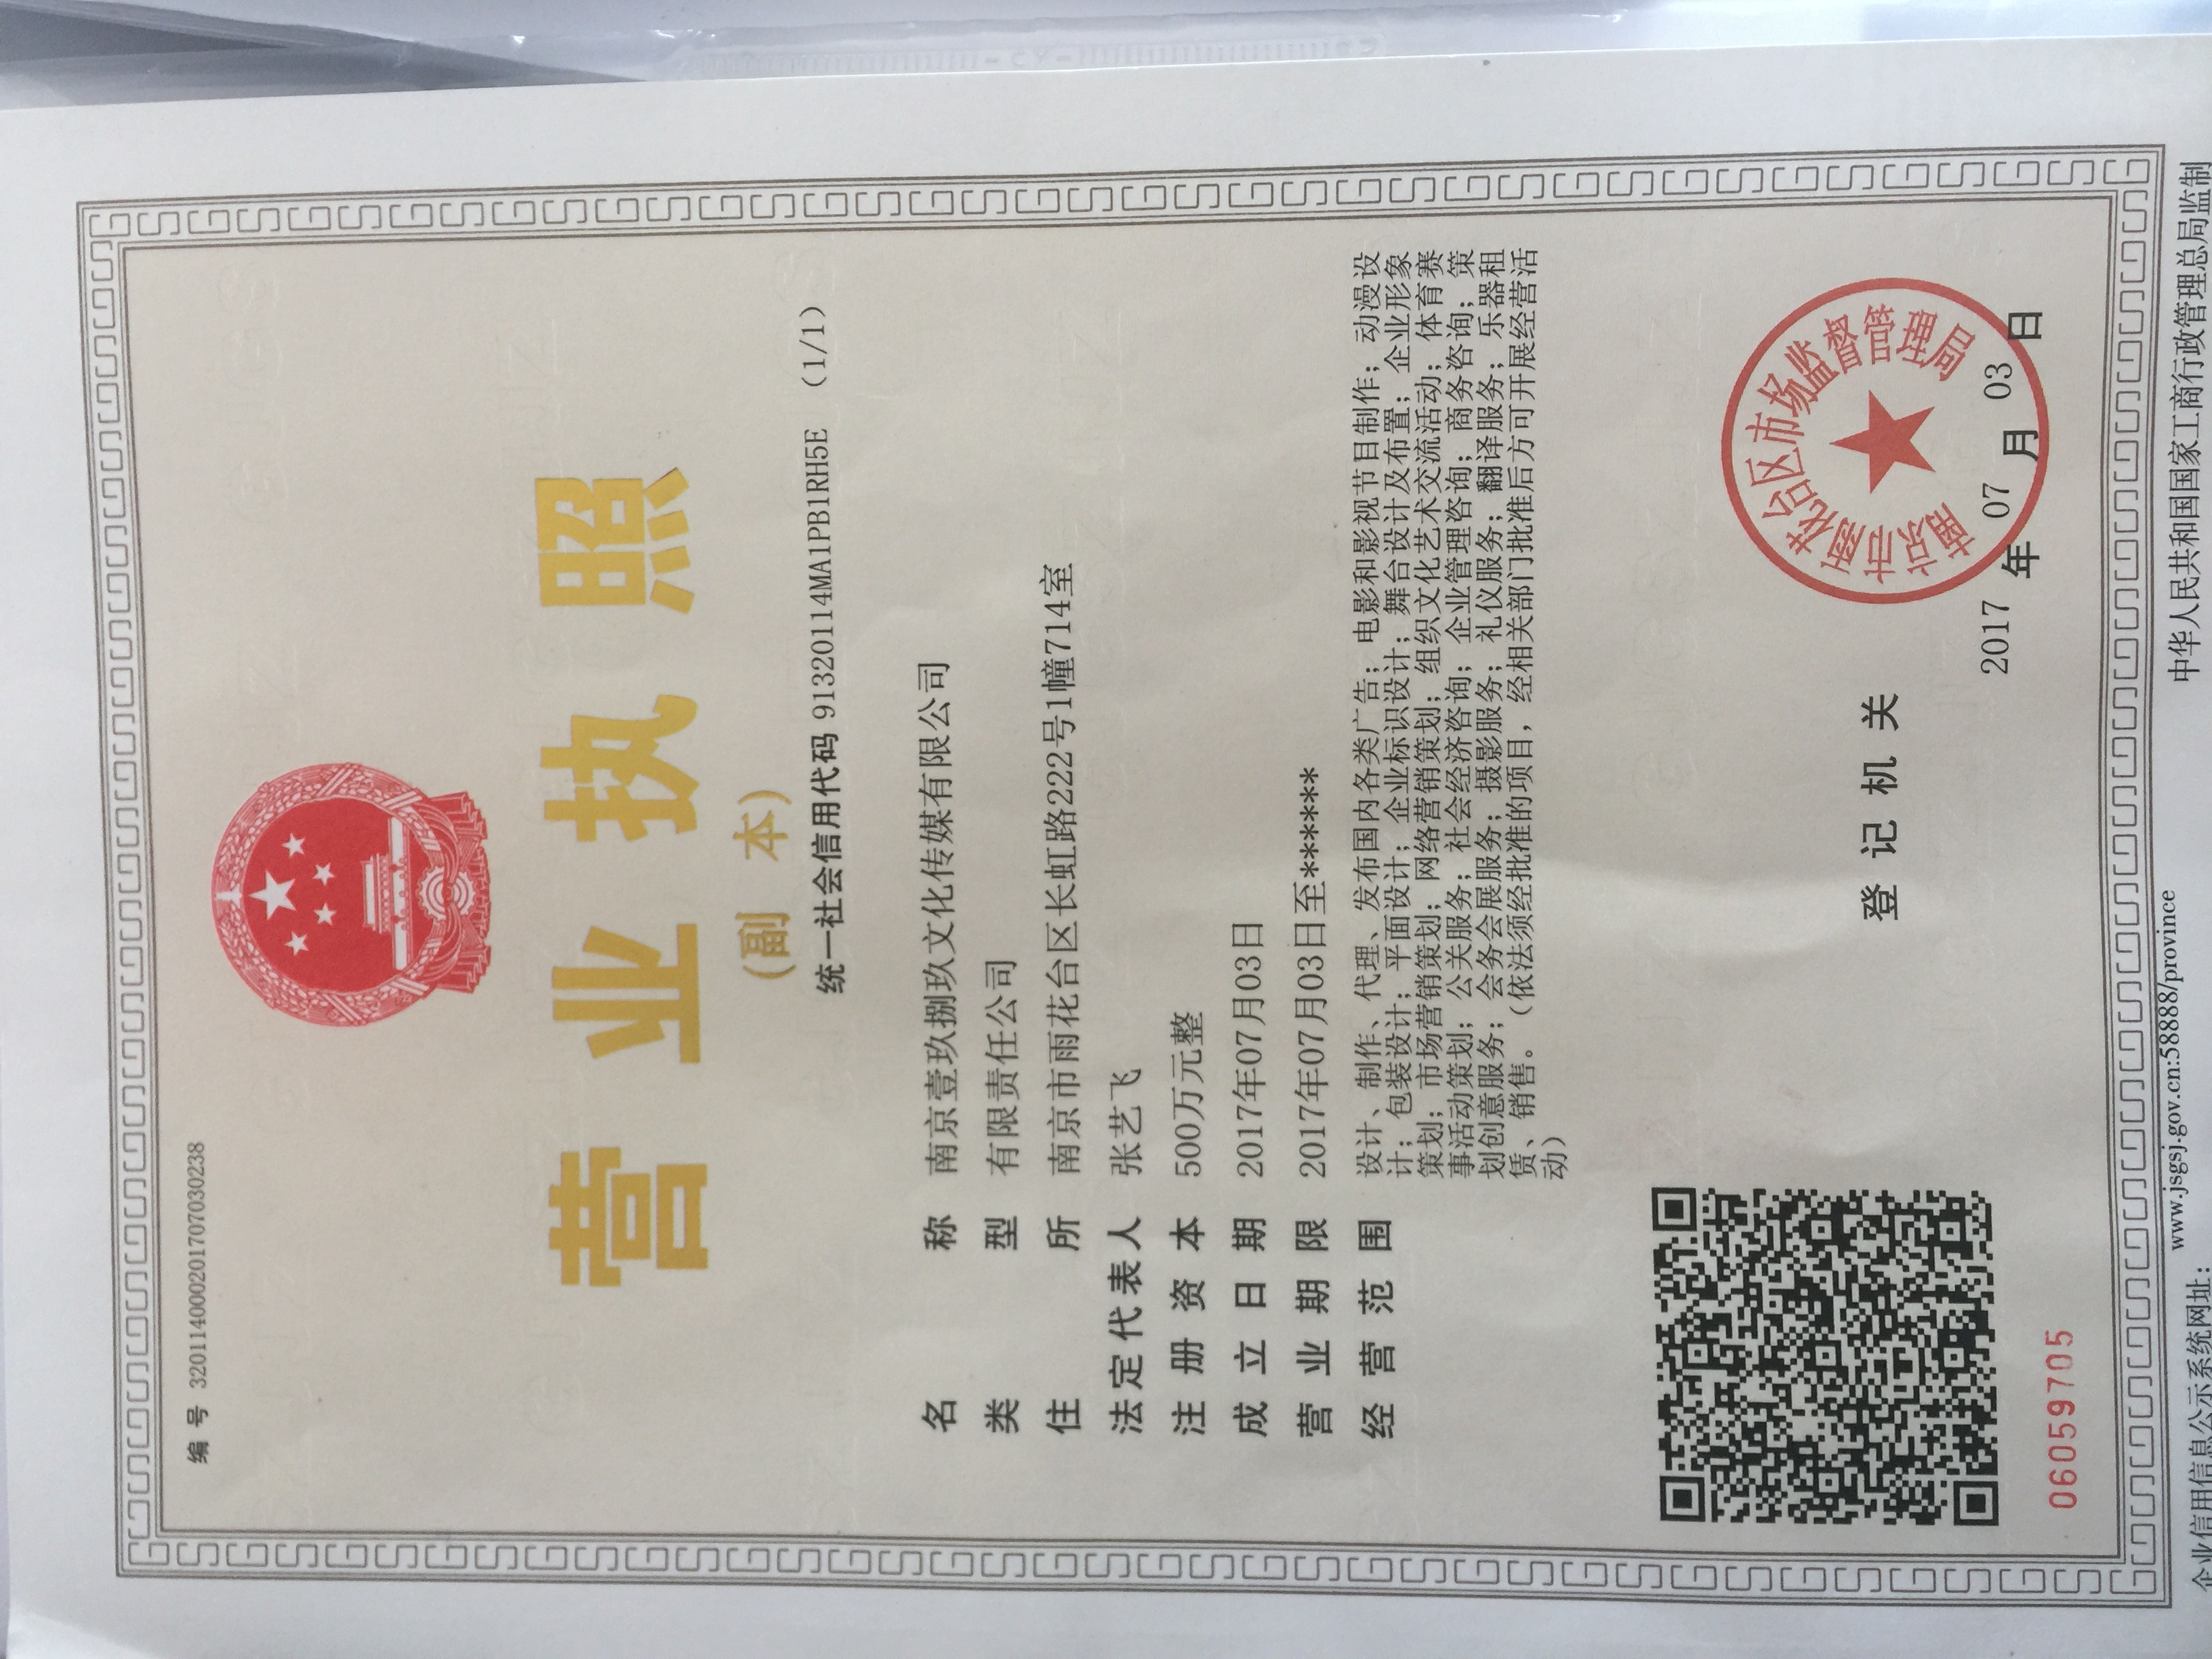 编 号 320114000201707030238
营业执照
(副 本)
统一社会信用代码 91320114MA1PB1RH5E (1/1)
名 称 南京壹玖捌玖文化传媒有限公司
类 型 有限责任公司
住 所 南京市雨花台区长虹路222号1幢714室
法定代表人 张艺飞
注 册 资 本 500万元整
成 立 日 期 2017年07月03日
营 业 期 限 2017年07月03日至******
经 营 范 围 设计、制作、代理、发布国内各类广告；电影和影视节目制作；动漫设
计；包装设计；平面设计；企业标识设计；舞台设计及布置；企业形象
策划；市场营销策划；网络营销策划；组织文化艺术交流活动；体育赛
事活动策划；公关服务；社会经济咨询；企业管理咨询；商务咨询；策
划创意服务；会务会展服务；摄影服务；礼仪服务；翻译服务；乐器租
赁、销售。（依法须经批准的项目，经相关部门批准后方可开展经营活
动）
登 记 机 关
南京市雨花台区市场监督管理局
2017 年 07 月 03 日
06059705
企业信用信息公示系统网址： www.jsgsj.gov.cn:58888/province 中华人民共和国国家工商行政管理总局监制